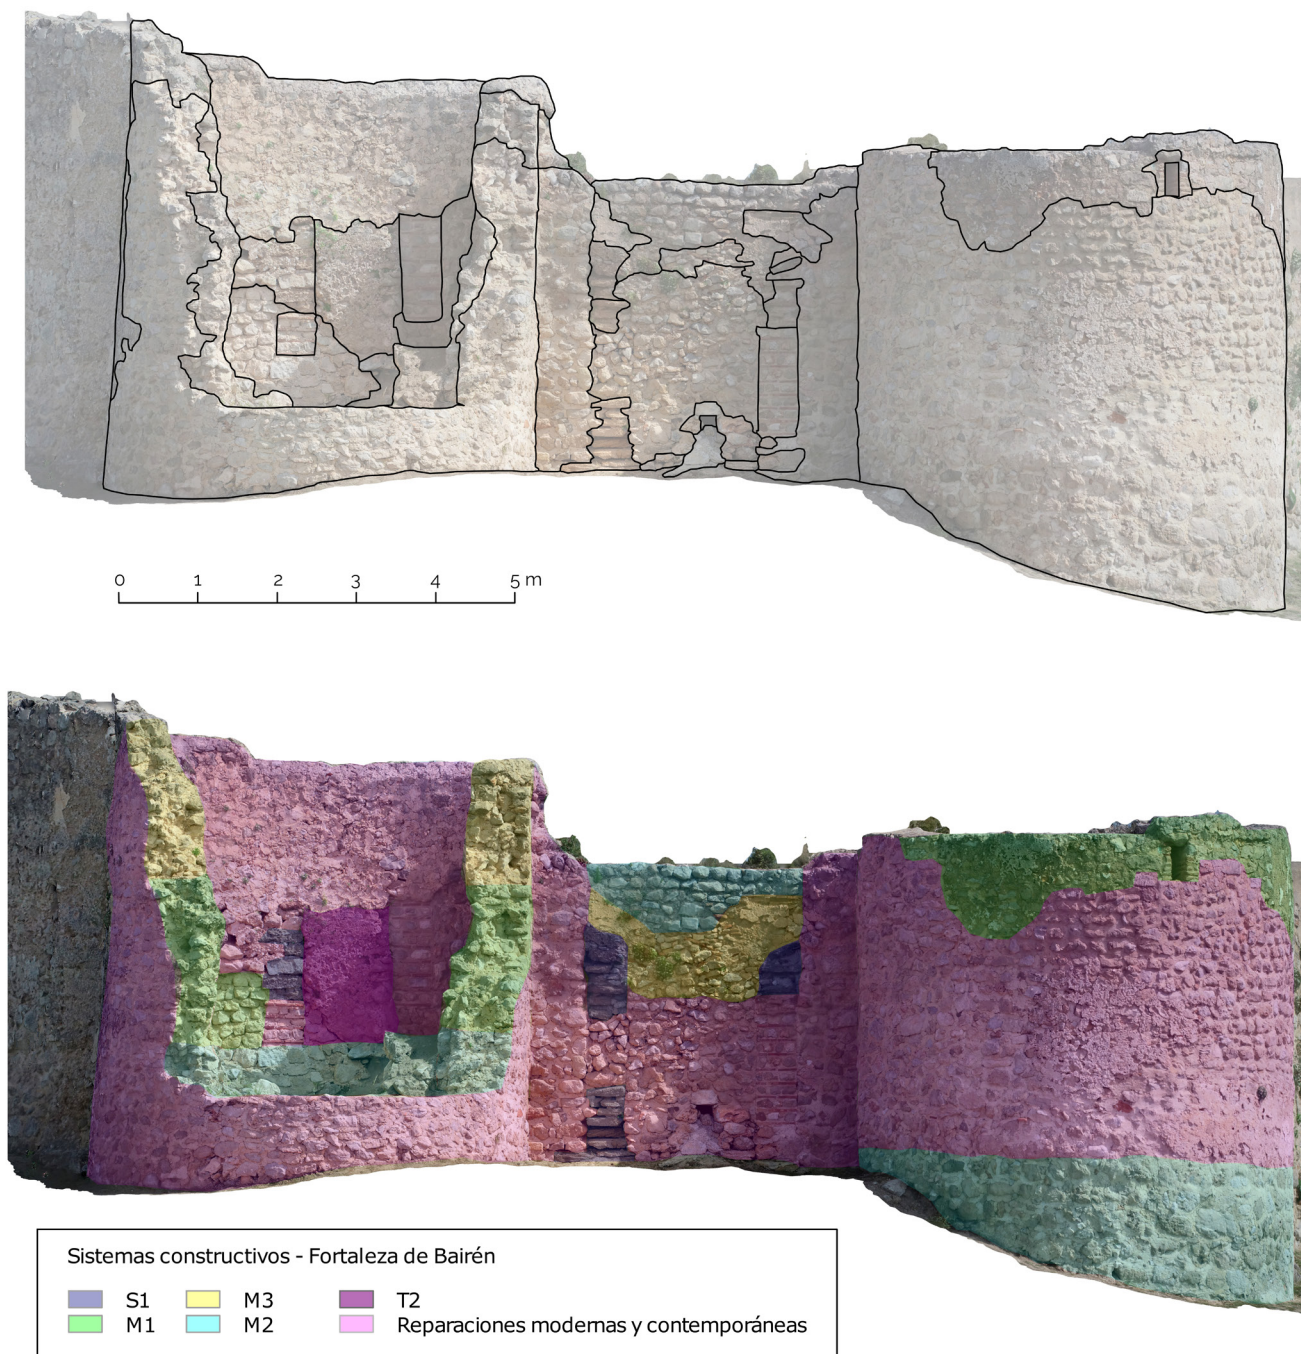 0 1 2 3 4 5 m
Sistemas constructivos - Fortaleza de Bairén
S1 M3 T2
M1 M2 Reparaciones modernas y contemporáneas